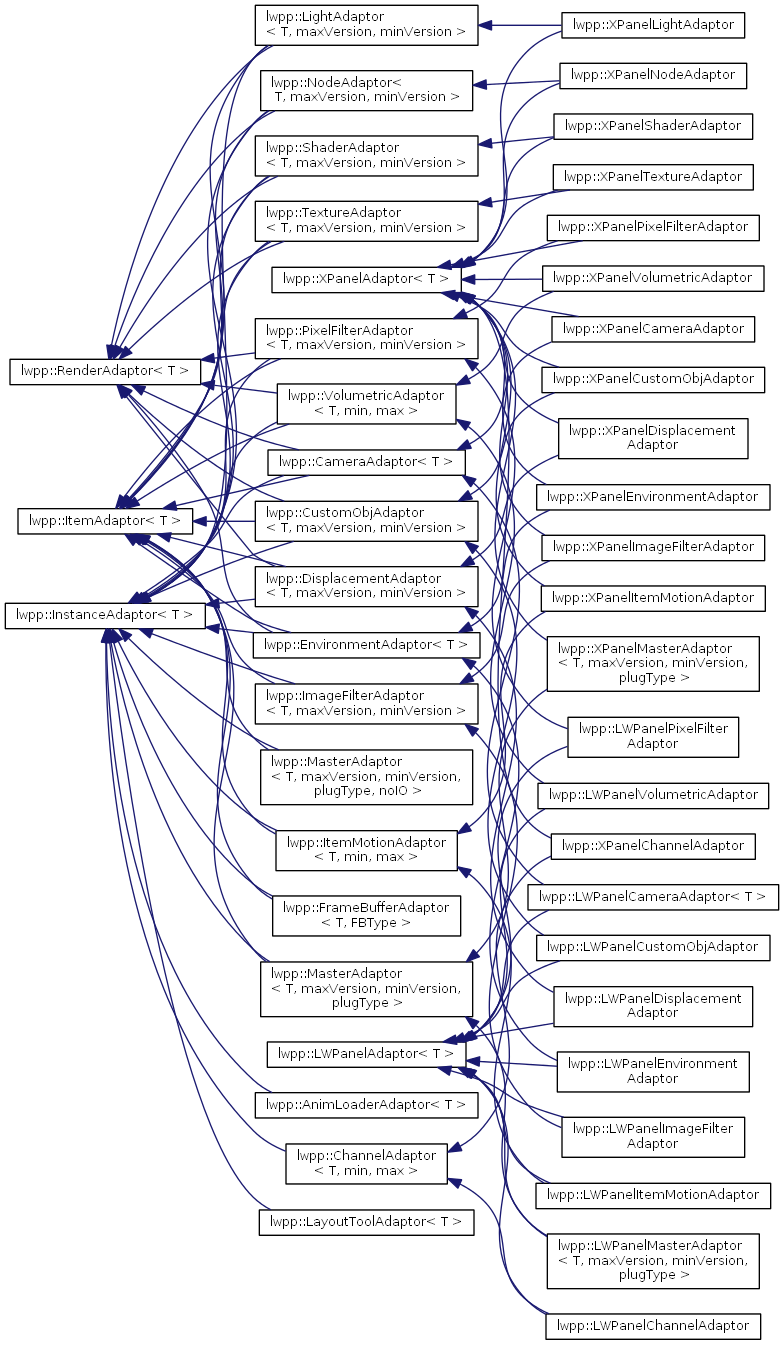 lwpp::RenderAdaptor< T >
lwpp::ItemAdaptor< T >
lwpp::InstanceAdaptor< T >
lwpp::LightAdaptor
< T, maxVersion, minVersion >
lwpp::NodeAdaptor<
T, maxVersion, minVersion >
lwpp::ShaderAdaptor
< T, maxVersion, minVersion >
lwpp::TextureAdaptor
< T, maxVersion, minVersion >
lwpp::XPanelAdaptor< T >
lwpp::PixelFilterAdaptor
< T, maxVersion, minVersion >
lwpp::VolumetricAdaptor
< T, min, max >
lwpp::CameraAdaptor< T >
lwpp::CustomObjAdaptor
< T, maxVersion, minVersion >
lwpp::DisplacementAdaptor
< T, maxVersion, minVersion >
lwpp::EnvironmentAdaptor< T >
lwpp::ImageFilterAdaptor
< T, maxVersion, minVersion >
lwpp::MasterAdaptor
< T, maxVersion, minVersion,
plugType, noIO >
lwpp::ItemMotionAdaptor
< T, min, max >
lwpp::FrameBufferAdaptor
< T, FBType >
lwpp::MasterAdaptor
< T, maxVersion, minVersion,
plugType >
lwpp::LWPanelAdaptor< T >
lwpp::AnimLoaderAdaptor< T >
lwpp::ChannelAdaptor
< T, min, max >
lwpp::LayoutToolAdaptor< T >
lwpp::XPanelLightAdaptor
lwpp::XPanelNodeAdaptor
lwpp::XPanelShaderAdaptor
lwpp::XPanelTextureAdaptor
lwpp::XPanelPixelFilterAdaptor
lwpp::XPanelVolumetricAdaptor
lwpp::XPanelCameraAdaptor
lwpp::XPanelCustomObjAdaptor
lwpp::XPanelDisplacement
Adaptor
lwpp::XPanelEnvironmentAdaptor
lwpp::XPanelImageFilterAdaptor
lwpp::XPanelItemMotionAdaptor
lwpp::XPanelMasterAdaptor
< T, maxVersion, minVersion,
plugType >
lwpp::LWPanelPixelFilter
Adaptor
lwpp::LWPanelVolumetricAdaptor
lwpp::XPanelChannelAdaptor
lwpp::LWPanelCameraAdaptor< T >
lwpp::LWPanelCustomObjAdaptor
lwpp::LWPanelDisplacement
Adaptor
lwpp::LWPanelEnvironment
Adaptor
lwpp::LWPanelImageFilter
Adaptor
lwpp::LWPanelItemMotionAdaptor
lwpp::LWPanelMasterAdaptor
< T, maxVersion, minVersion,
plugType >
lwpp::LWPanelChannelAdaptor